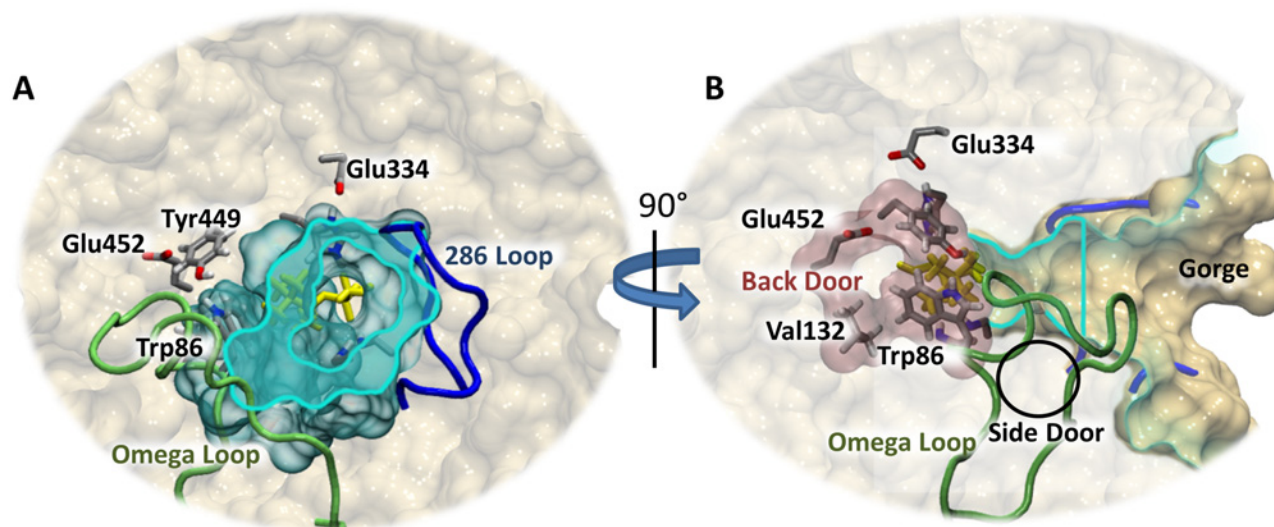 A
Glu334
Tyr449
Glu452
286 Loop
Trp86
Omega Loop
90°
B
Glu334
Glu452
Back Door
Gorge
Val132
Trp86
Side Door
Omega Loop